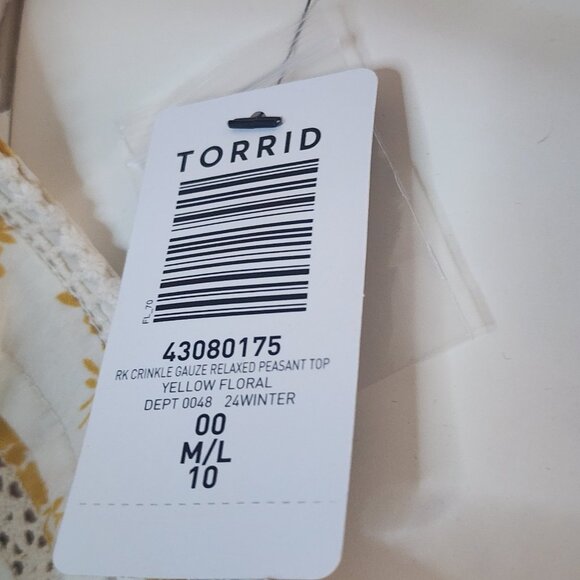 TORRID
FL_70
43080175
RK CRINKLE GAUZE RELAXED PEASANT TOP
YELLOW FLORAL
DEPT 0048 24WINTER
00
M/L
10